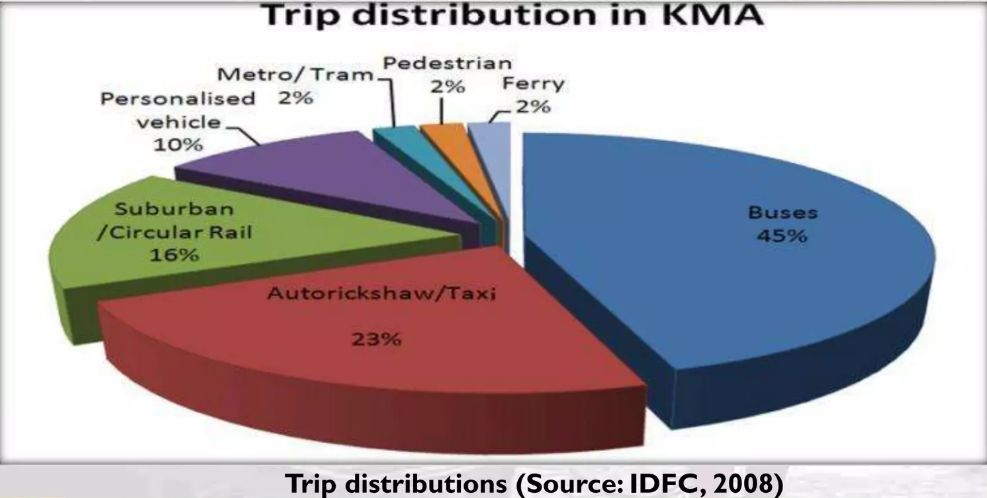 Trip distribution in KMA
Pedestrian
2%
Ferry
2%
Metro/ Tram
2%
Personalised
vehicle
10%
Suburban
/Circular Rail
16%
Buses
45%
Autorickshaw/Taxi
23%
Trip distributions (Source: IDFC, 2008)